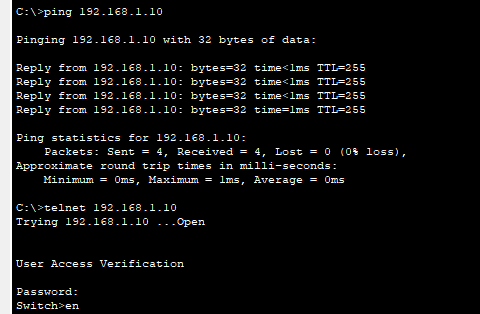 C:\>ping 192.168.1.10
Pinging 192.168.1.10 with 32 bytes of data:
Reply from 192.168.1.10: bytes=32 time<1ms TTL=255
Reply from 192.168.1.10: bytes=32 time<1ms TTL=255
Reply from 192.168.1.10: bytes=32 time<1ms TTL=255
Reply from 192.168.1.10: bytes=32 time=1ms TTL=255
Ping statistics for 192.168.1.10:
    Packets: Sent = 4, Received = 4, Lost = 0 (0% loss),
Approximate round trip times in milli-seconds:
    Minimum = 0ms, Maximum = 1ms, Average = 0ms
C:\>telnet 192.168.1.10
Trying 192.168.1.10 ...Open
User Access Verification
Password:
Switch>en